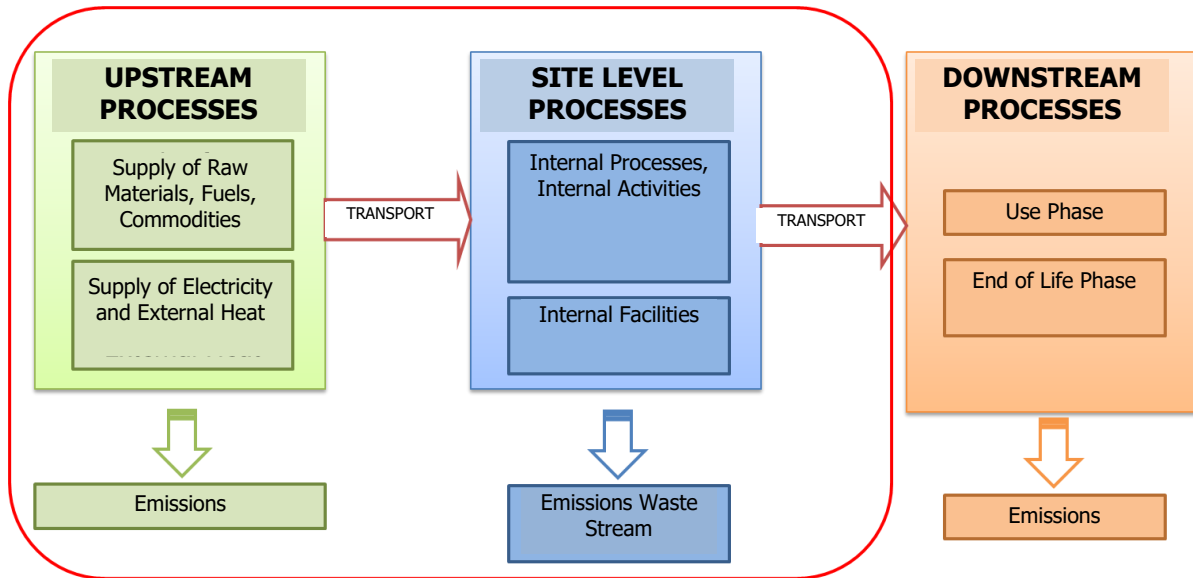 UPSTREAM
PROCESSES
Supply of Raw
Materials, Fuels,
Commodities
Supply of Electricity
and External Heat
Emissions
TRANSPORT
SITE LEVEL
PROCESSES
Internal Processes,
Internal Activities
Internal Facilities
Emissions Waste
Stream
TRANSPORT
DOWNSTREAM
PROCESSES
Use Phase
End of Life Phase
Emissions